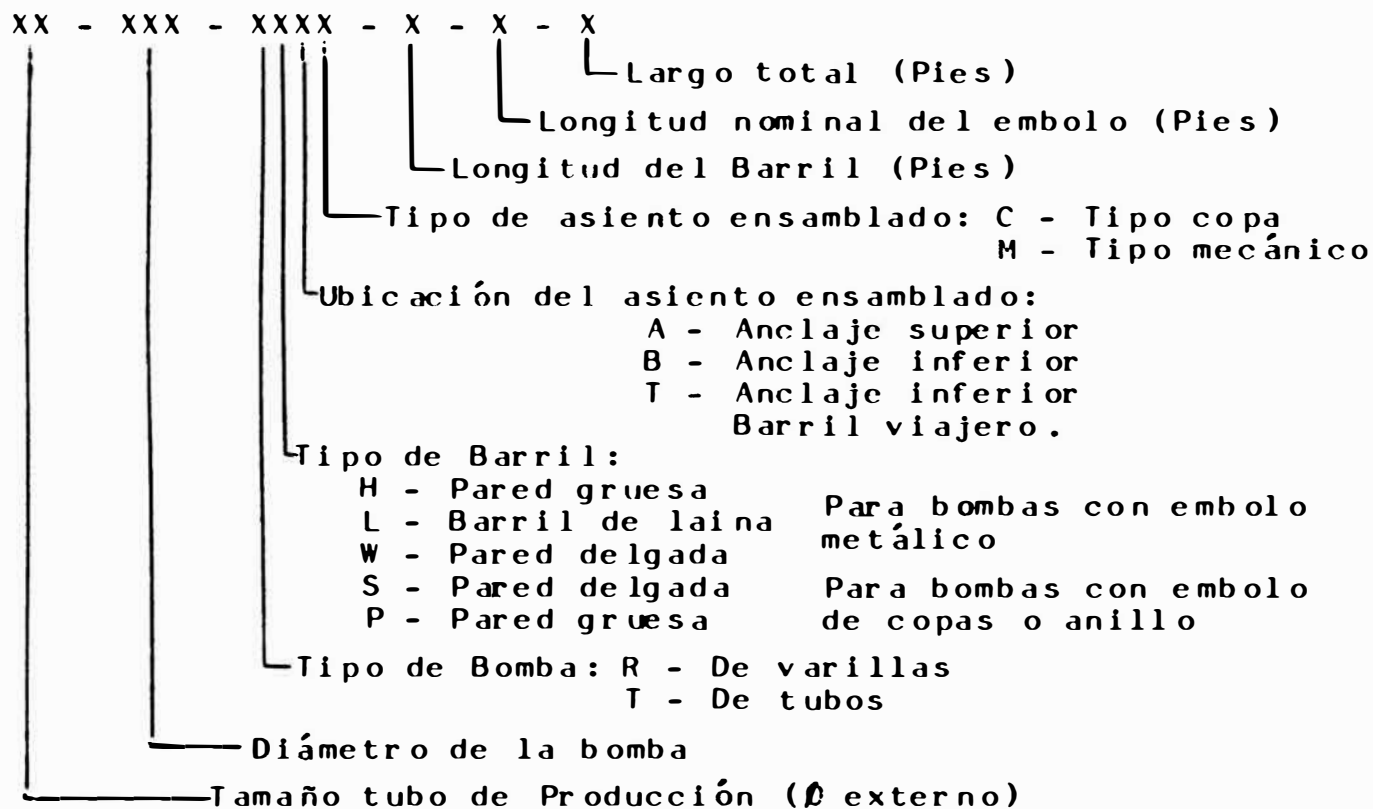 XX - XXX - XXXX - X - X - X
Largo total (Pies)
Longitud nominal del embolo (Pies)
Longitud del Barril (Pies)
Tipo de asiento ensamblado: C - Tipo copa
M - Tipo mecánico
Ubicación del asiento ensamblado:
A - Anclaje superior
B - Anclaje inferior
T - Anclaje inferior
Barril viajero.
Tipo de Barril:
H - Pared gruesa
L - Barril de laina
W - Pared delgada
Para bombas con embolo
metálico
S - Pared delgada
P - Pared gruesa
Para bombas con embolo
de copas o anillo
Tipo de Bomba: R - De varillas
T - De tubos
Diámetro de la bomba
Tamaño tubo de Producción (Ø externo)